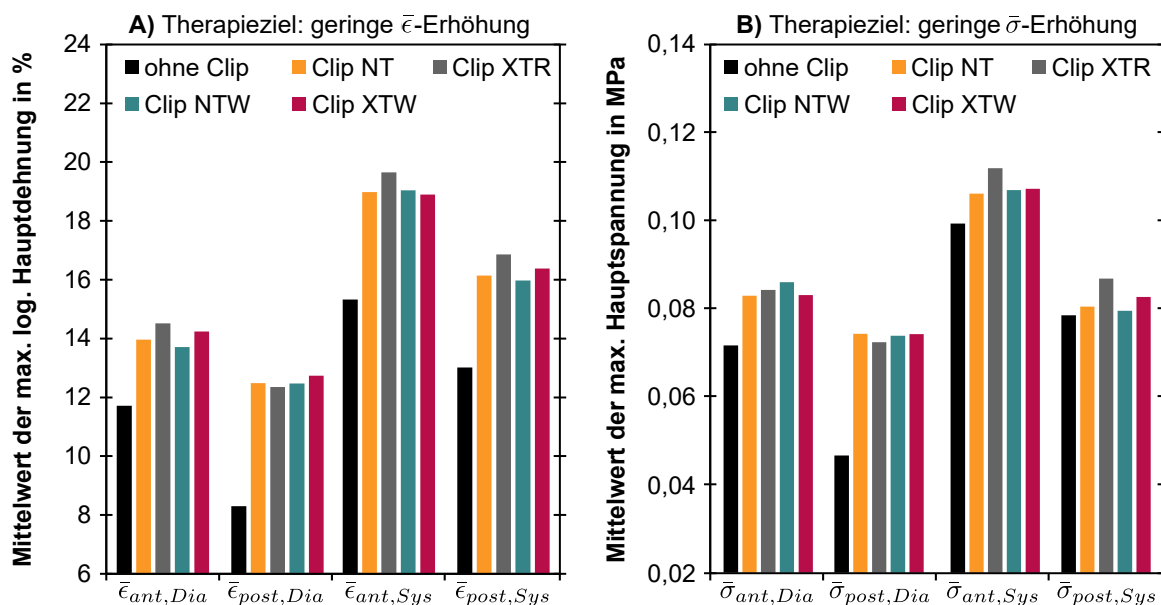 A) Therapieziel: geringe ε̄-Erhöhung
Mittelwert der max. log. Hauptdehnung in %
24
22
20
18
16
14
12
10
8
6
ohne Clip Clip NT Clip XTR
Clip NTW Clip XTW
ε̄ant,Dia ε̄post,Dia ε̄ant,Sys ε̄post,Sys
B) Therapieziel: geringe σ̄-Erhöhung
Mittelwert der max. Hauptspannung in MPa
0,14
0,12
0,10
0,08
0,06
0,04
0,02
ohne Clip Clip NT Clip XTR
Clip NTW Clip XTW
σ̄ant,Dia σ̄post,Dia σ̄ant,Sys σ̄post,Sys